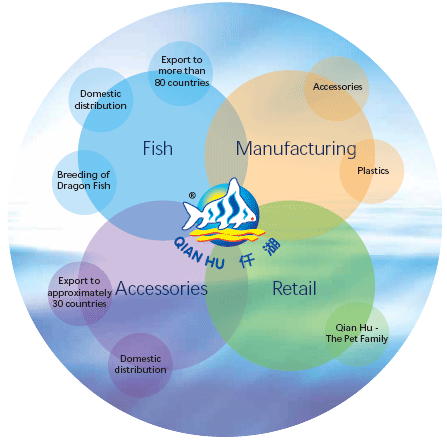 Export to
more than
80 countries
Domestic
distribution
Breeding of
Dragon Fish
Fish
Manufacturing
Accessories
Plastics
®
QIAN HU 仟湖
Accessories
Export to
approximately
30 countries
Domestic
distribution
Retail
Qian Hu -
The Pet Family